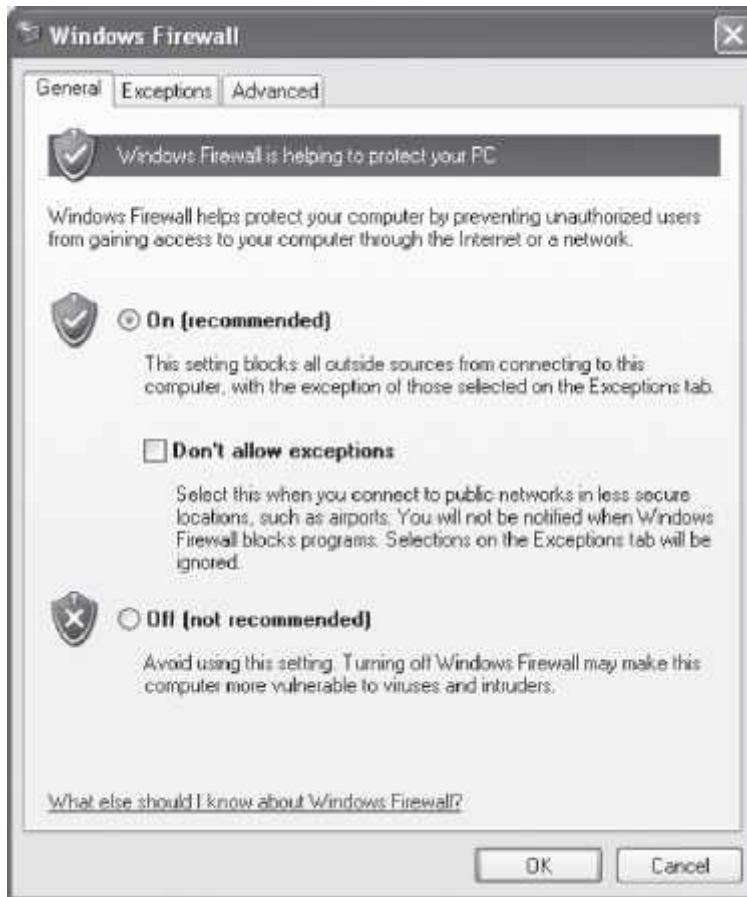 Windows Firewall
General Exceptions Advanced
Windows Firewall is helping to protect your PC
Windows Firewall helps protect your computer by preventing unauthorized users
from gaining access to your computer through the Internet or a network.
On (recommended)
This setting blocks all outside sources from connecting to this
computer, with the exception of those selected on the Exceptions tab.
Don't allow exceptions
Select this when you connect to public networks in less secure
locations, such as airports. You will not be notified when Windows
Firewall blocks programs. Selections on the Exceptions tab will be
ignored.
Off (not recommended)
Avoid using this setting. Turning off Windows Firewall may make this
computer more vulnerable to viruses and intruders.
What else should I know about Windows Firewall?
OK Cancel